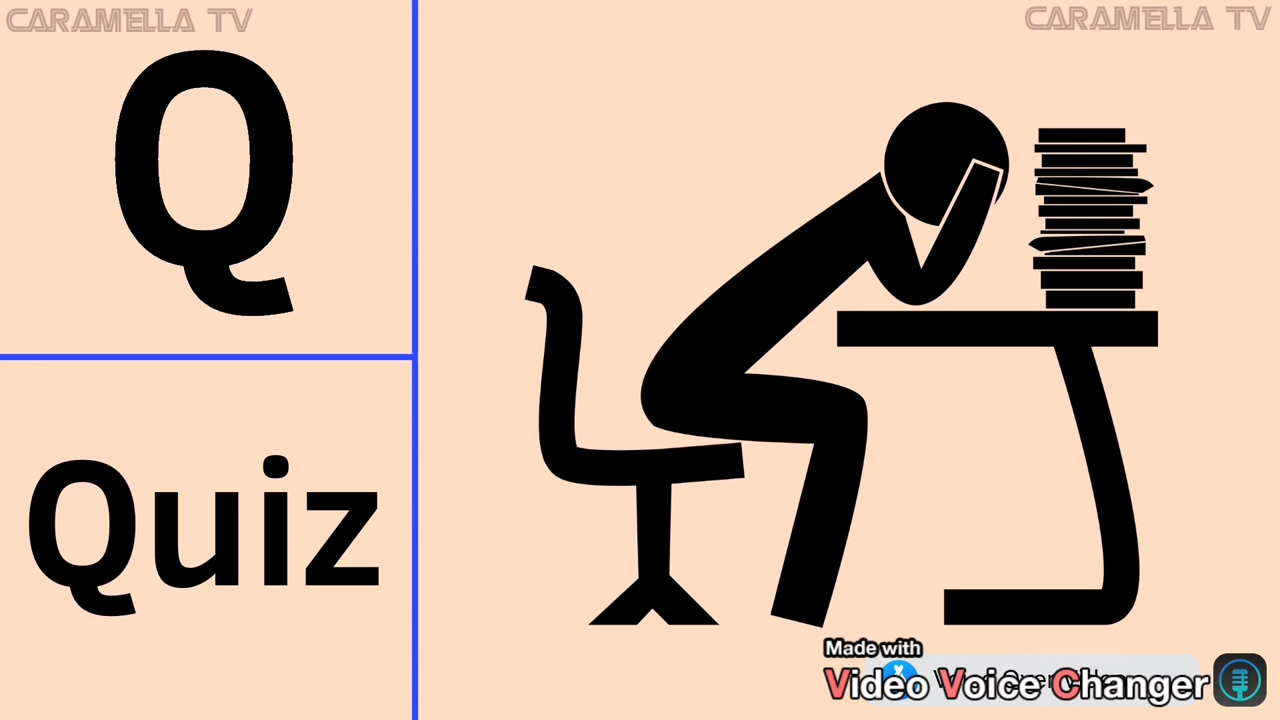 CARAMELLA TV
CARAMELLA TV
Q
Quiz
Made with
Video Voice Changer